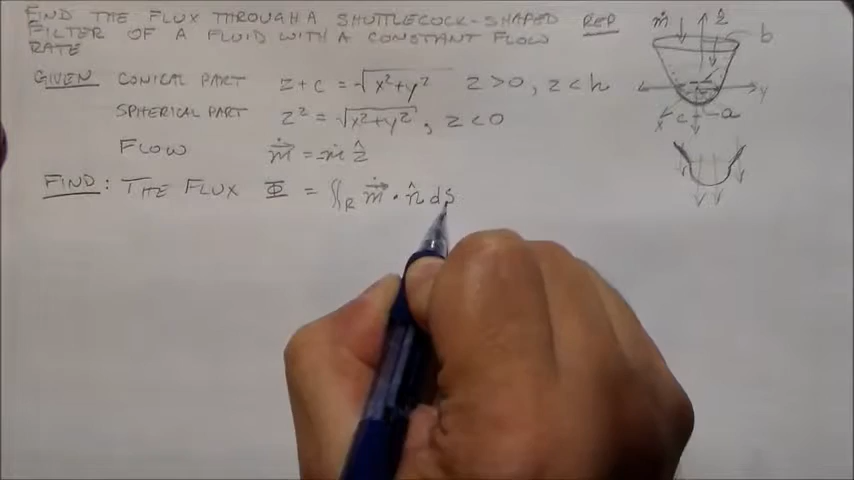 FIND THE FLUX THROUGH A SHUTTLECOCK-SHAPED REP
FILTER OF A FLUID WITH A CONSTANT FLOW
RATE
GIVEN CONICAL PART z + c = √x²+y² z>0, z<h
SPHERICAL PART z² = √x²+y², z<0
FLOW ṁ⃗ = -ṁ ẑ
FIND: THE FLUX Φ = ∬R ṁ⃗ · n̂ dS
ṁ ẑ
b
y
x c a